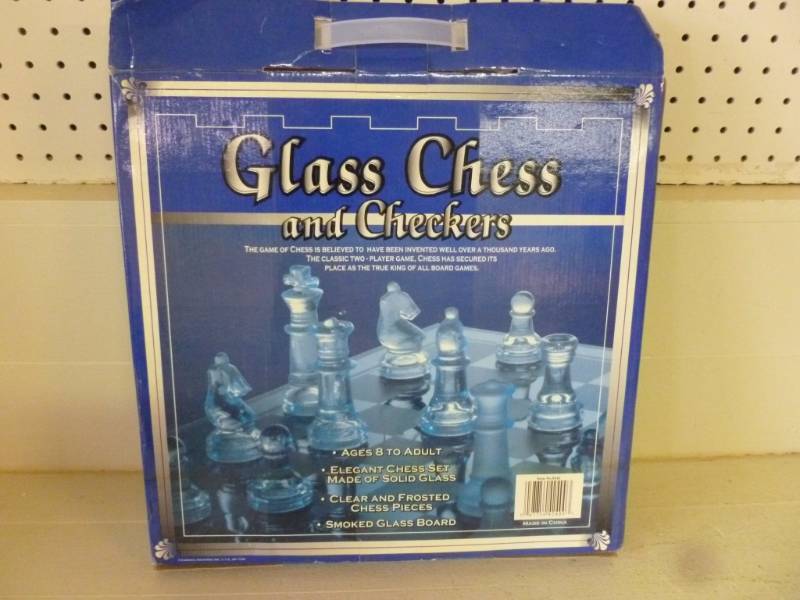 Glass Chess
and Checkers
THE GAME OF CHESS IS BELIEVED TO HAVE BEEN INVENTED WELL OVER A THOUSAND YEARS AGO.
THE CLASSIC TWO-PLAYER GAME, CHESS HAS SECURED ITS
PLACE AS THE TRUE KING OF ALL BOARD GAMES.
• AGES 8 TO ADULT
• ELEGANT CHESS SET
MADE OF SOLID GLASS
• CLEAR AND FROSTED
CHESS PIECES
• SMOKED GLASS BOARD
MADE IN CHINA